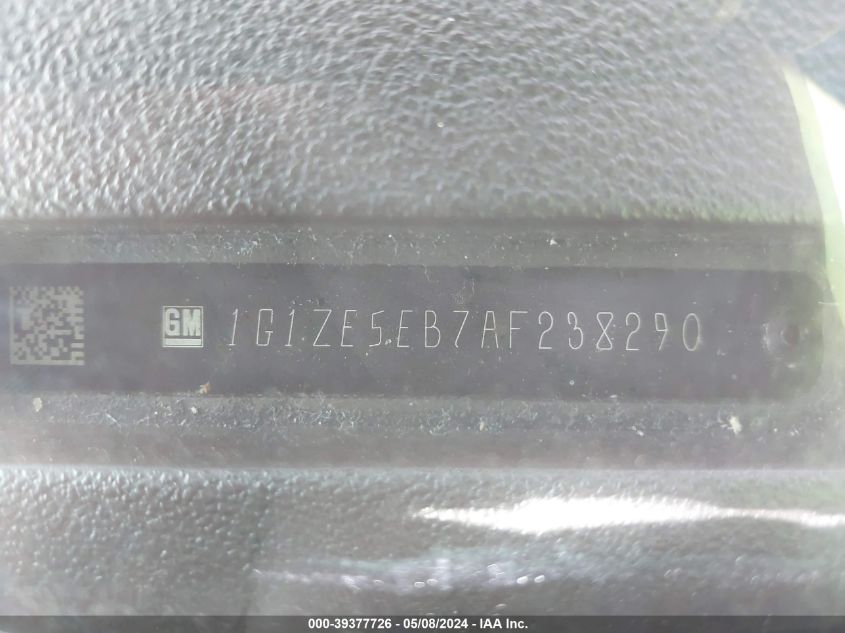 GM 1G1ZE5EB7AF238290
000-39377726 - 05/08/2024 - IAA Inc.